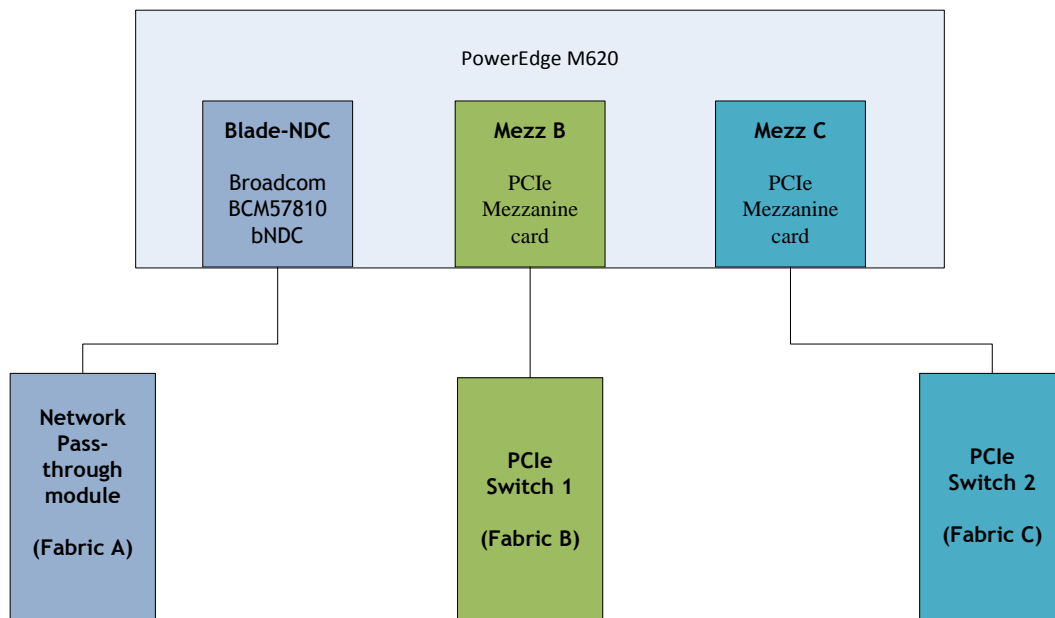 PowerEdge M620
Blade-NDC
Broadcom
BCM57810
bNDC
Mezz B
PCIe
Mezzanine
card
Mezz C
PCIe
Mezzanine
card
Network
Pass-
through
module
(Fabric A)
PCIe
Switch 1
(Fabric B)
PCIe
Switch 2
(Fabric C)